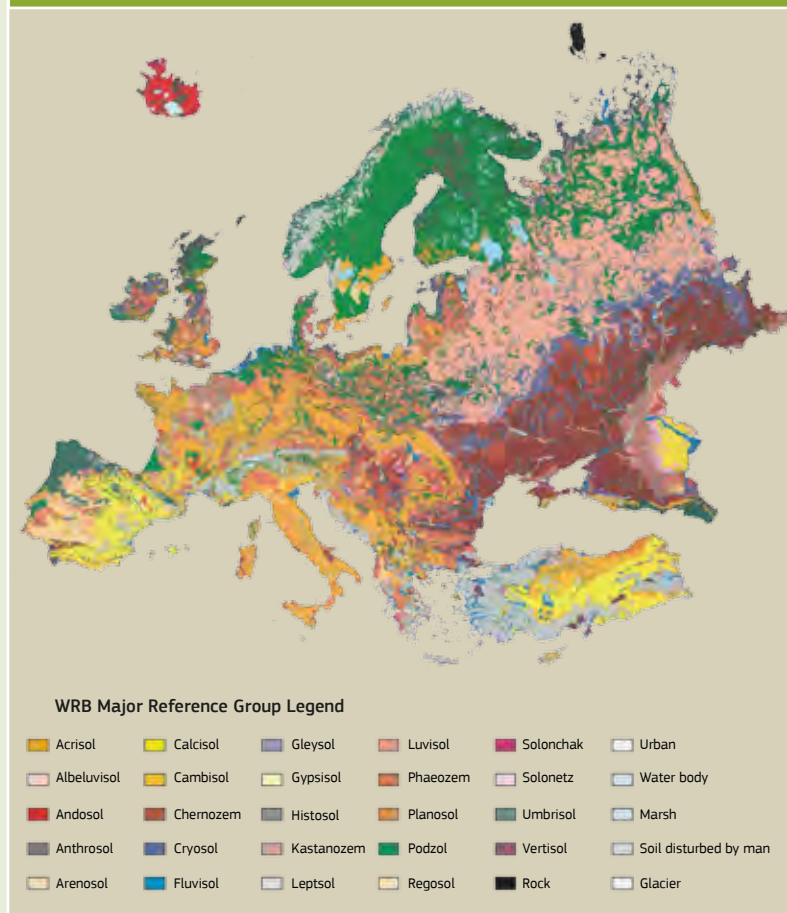 WRB Major Reference Group Legend
Acrisol Calcisol Gleysol Luvisol Solonchak Urban
Albeluvisol Cambisol Gypsisol Phaeozem Solonetz Water body
Andosol Chernozem Histosol Planosol Umbrisol Marsh
Anthrosol Cryosol Kastanozem Podzol Vertisol Soil disturbed by man
Arenosol Fluvisol Leptsol Regosol Rock Glacier